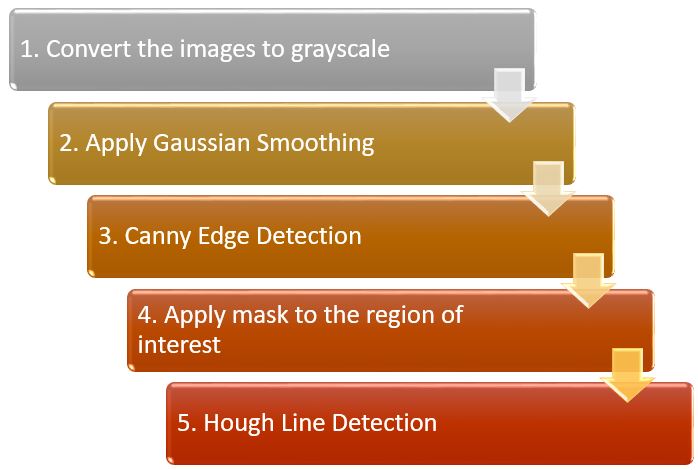 1. Convert the images to grayscale
2. Apply Gaussian Smoothing
3. Canny Edge Detection
4. Apply mask to the region of
interest
5. Hough Line Detection